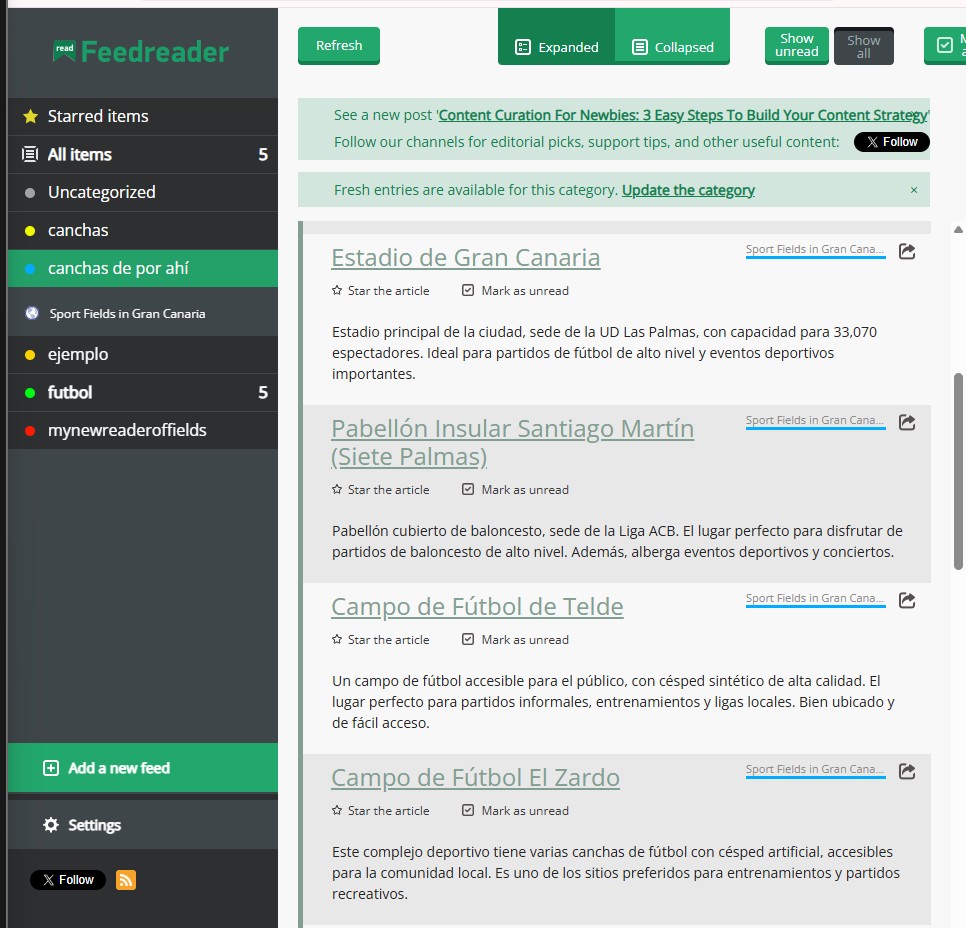 read Feedreader
Starred items
All items 5
Uncategorized
canchas
canchas de por ahí
Sport Fields in Gran Canaria
ejemplo
futbol 5
mynewreaderoffields
Add a new feed
Settings
X Follow
Refresh
Expanded
Collapsed
Show
unread
Show
all
See a new post 'Content Curation For Newbies: 3 Easy Steps To Build Your Content Strategy'
Follow our channels for editorial picks, support tips, and other useful content: X Follow
Fresh entries are available for this category. Update the category ×
Estadio de Gran Canaria
Sport Fields in Gran Cana...
Star the article Mark as unread
Estadio principal de la ciudad, sede de la UD Las Palmas, con capacidad para 33,070
espectadores. Ideal para partidos de fútbol de alto nivel y eventos deportivos
importantes.
Pabellón Insular Santiago Martín
(Siete Palmas)
Sport Fields in Gran Cana...
Star the article Mark as unread
Pabellón cubierto de baloncesto, sede de la Liga ACB. El lugar perfecto para disfrutar de
partidos de baloncesto de alto nivel. Además, alberga eventos deportivos y conciertos.
Campo de Fútbol de Telde
Sport Fields in Gran Cana...
Star the article Mark as unread
Un campo de fútbol accesible para el público, con césped sintético de alta calidad. El
lugar perfecto para partidos informales, entrenamientos y ligas locales. Bien ubicado y
de fácil acceso.
Campo de Fútbol El Zardo
Sport Fields in Gran Cana...
Star the article Mark as unread
Este complejo deportivo tiene varias canchas de fútbol con césped artificial, accesibles
para la comunidad local. Es uno de los sitios preferidos para entrenamientos y partidos
recreativos.